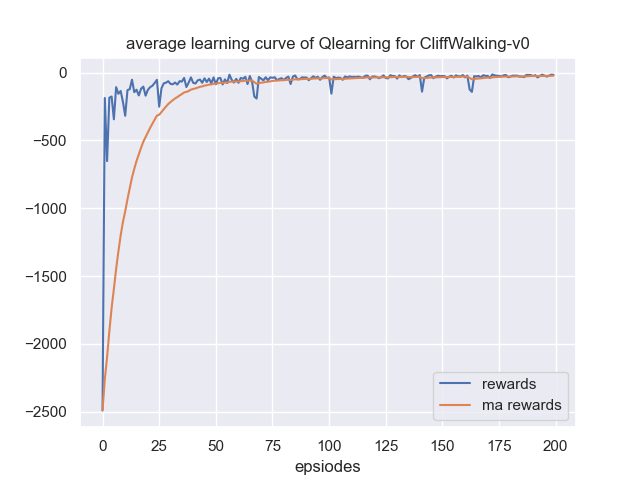 average learning curve of Qlearning for CliffWalking-v0
0
−500
−1000
−1500
−2000
−2500
0 25 50 75 100 125 150 175 200
epsiodes
rewards
ma rewards